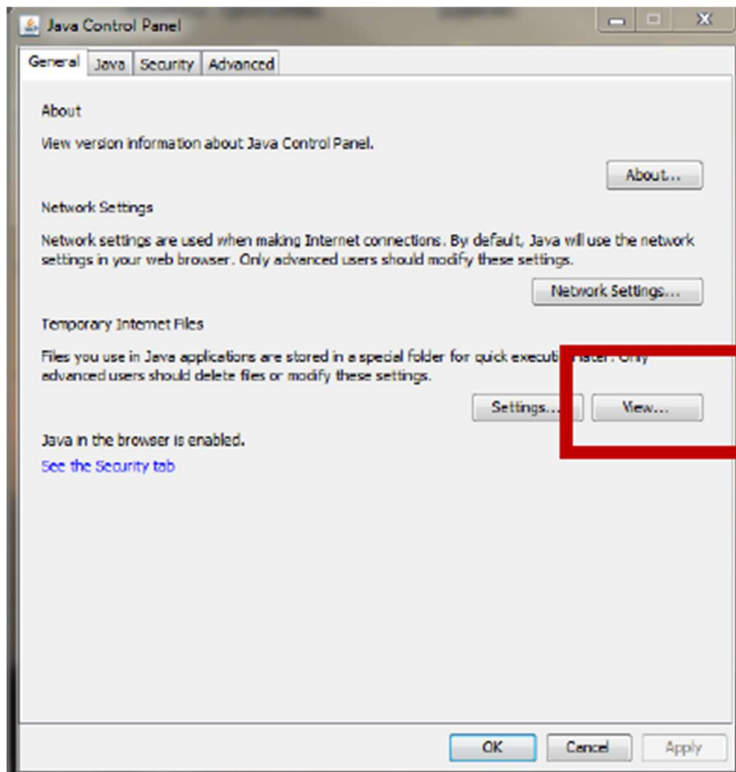 Java Control Panel
General Java Security Advanced
About
View version information about Java Control Panel.
About...
Network Settings
Network settings are used when making Internet connections. By default, Java will use the network
settings in your web browser. Only advanced users should modify these settings.
Network Settings...
Temporary Internet Files
Files you use in Java applications are stored in a special folder for quick execution later. Only
advanced users should delete files or modify these settings.
Settings... View...
Java in the browser is enabled.
See the Security tab
OK Cancel Apply